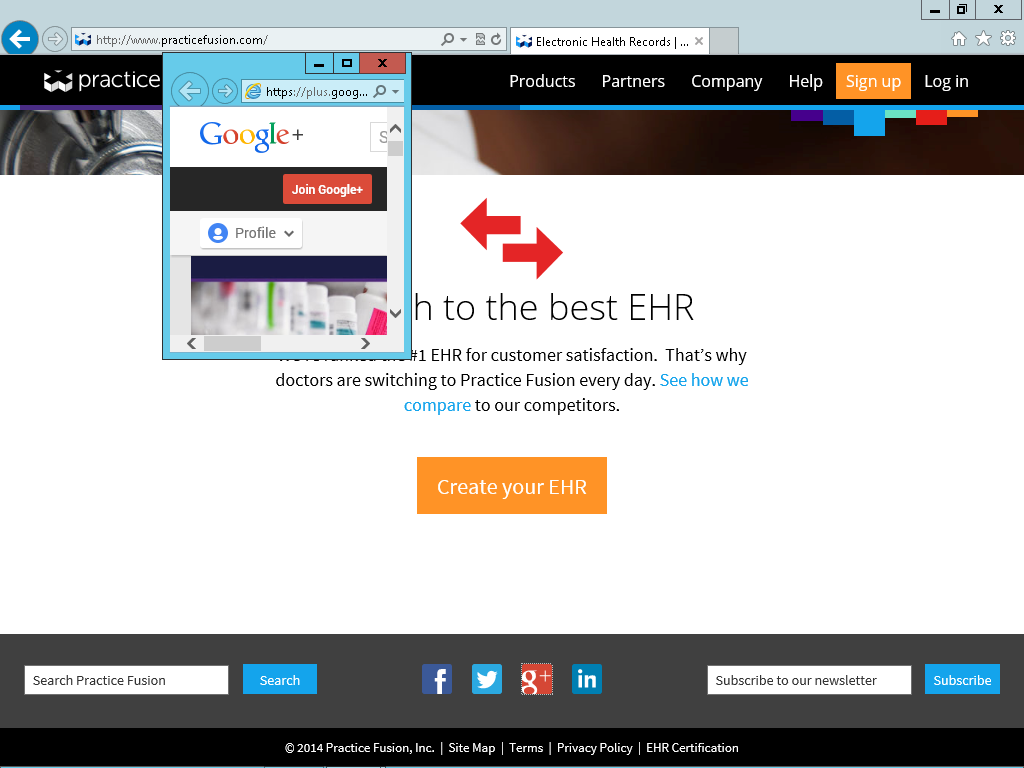 http://www.practicefusion.com/
Electronic Health Records | ...
practice
Products
Partners
Company
Help
Sign up
Log in
https://plus.goog...
Google+
S
Join Google+
Profile
h to the best EHR
#1 EHR for customer satisfaction. That's why
doctors are switching to Practice Fusion every day. See how we
compare to our competitors.
Create your EHR
Search Practice Fusion
Search
f
g+
in
Subscribe to our newsletter
Subscribe
© 2014 Practice Fusion, Inc. | Site Map | Terms | Privacy Policy | EHR Certification